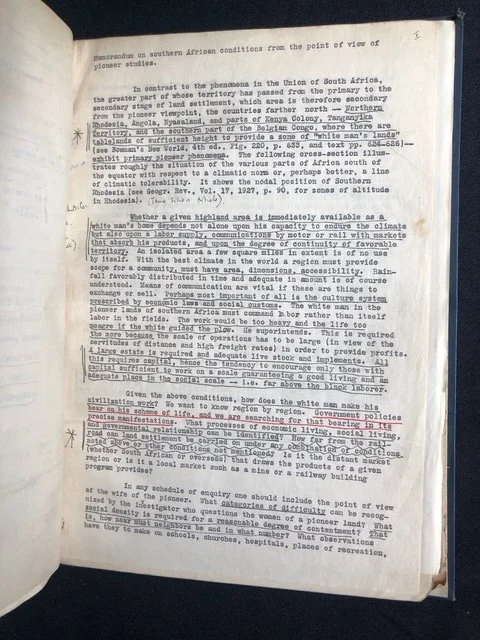 I
Memorandum on southern African conditions from the point of view of
pioneer studies.
In contrast to the phenomena in the Union of South Africa,
the greater part of whose territory has passed from the primary to the
secondary stage of land settlement, which area is therefore secondary
from the pioneer viewpoint, the countries farther north -- Northern
Rhodesia, Angola, Nyasaland, and parts of Kenya Colony, Tanganyika
Territory, and the southern part of the Belgian Congo, where there are
tablelands of sufficient height to provide a some of "white man's lands"
(see Bowman's New World, 4th ed., Fig. 220, p. 633, and text pp. 624-626)--
exhibit primary pioneer phenomena. The following cross-section illus-
trates roughly the situation of the various parts of Africa south of
the equator with respect to a climatic norm or, perhaps better, a line
of climatic tolerability. It shows the nodal position of Southern
Rhodesia (see Geogr. Rev., Vol. 17, 1927, p. 90, for zones of altitude
in Rhodesia).
Whether a given highland area is immediately available as a
white man's home depends not alone upon his capacity to endure the climate
but also upon a labor supply, communications by motor or rail with markets
that absorb his products, and upon the degree of continuity of favorable
territory. An isolated area a few square miles in extent is of no use
by itself. With the best climate in the world a region must provide
scope for a community, must have area, dimensions, accessibility. Rain-
fall favorably distributed in time and adequate in amount is of course
understood. Means of communication are vital if these are things to
exchange or sell. Perhaps most important of all is the culture system
prescribed by economic laws and social customs. The white man in the
pioneer lands of southern Africa must command labor rather than itself
labor in the fields. The work would be too heavy and the life too
meagre if the white guided the plow. He superintends. This is required
the more because the scale of operations has to be large (in view of the
servitudes of distance and high freight rates) in order to provide profits.
A large estate is required and adequate live stock and implements. All
this requires capital, hence the tendency to encourage only those with
capital sufficient to work on a scale guaranteeing a good living and an
adequate place in the social scale -- i.e. far above the black laborer.
Given the above conditions, how does the white man make his
civilization work? We want to know region by region. Government policies
bear on his scheme of life, and we are searching for that bearing in its
precise manifestations. What processes of economic living, social living,
and governmental relationship can be identified? How far from the rail-
road can land settlement be carried on under any combination of conditions
noted above or other conditions not mentioned? Is it the distant market
(whether South African or overseas) that draws the products of a given
region or is it a local market such as a mine or a railway building
program provides?
In any schedule of enquiry one should include the point of view
of the wife of the pioneer. What categories of difficulty can be recog-
nized by the investigator who questions the women of a pioneer land? What
social density is required for a reasonable degree of contentment? That
is, how near must neighbors be and in what number? What observations
have they to make on schools, churches, hospitals, places of recreation,